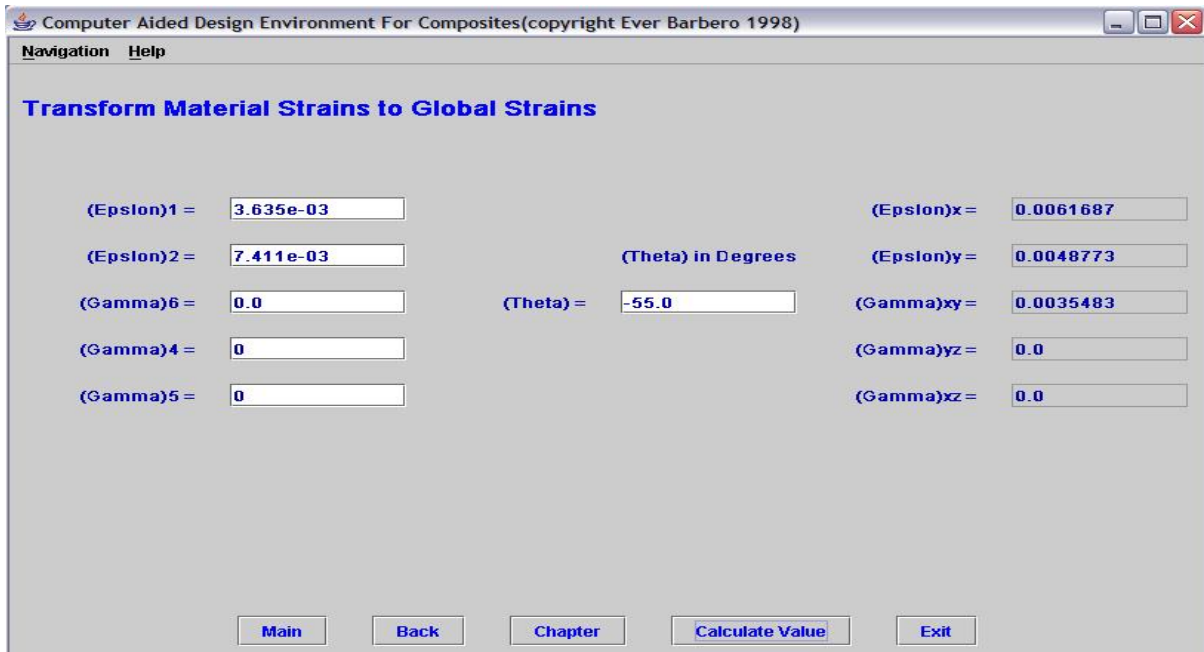 Computer Aided Design Environment For Composites(copyright Ever Barbero 1998)
Navigation Help
Transform Material Strains to Global Strains
(Epslon)1 = 3.635e-03 (Epslon)x = 0.0061687
(Epslon)2 = 7.411e-03 (Theta) in Degrees (Epslon)y = 0.0048773
(Gamma)6 = 0.0 (Theta) = -55.0 (Gamma)xy = 0.0035483
(Gamma)4 = 0 (Gamma)yz = 0.0
(Gamma)5 = 0 (Gamma)xz = 0.0
Main Back Chapter Calculate Value Exit